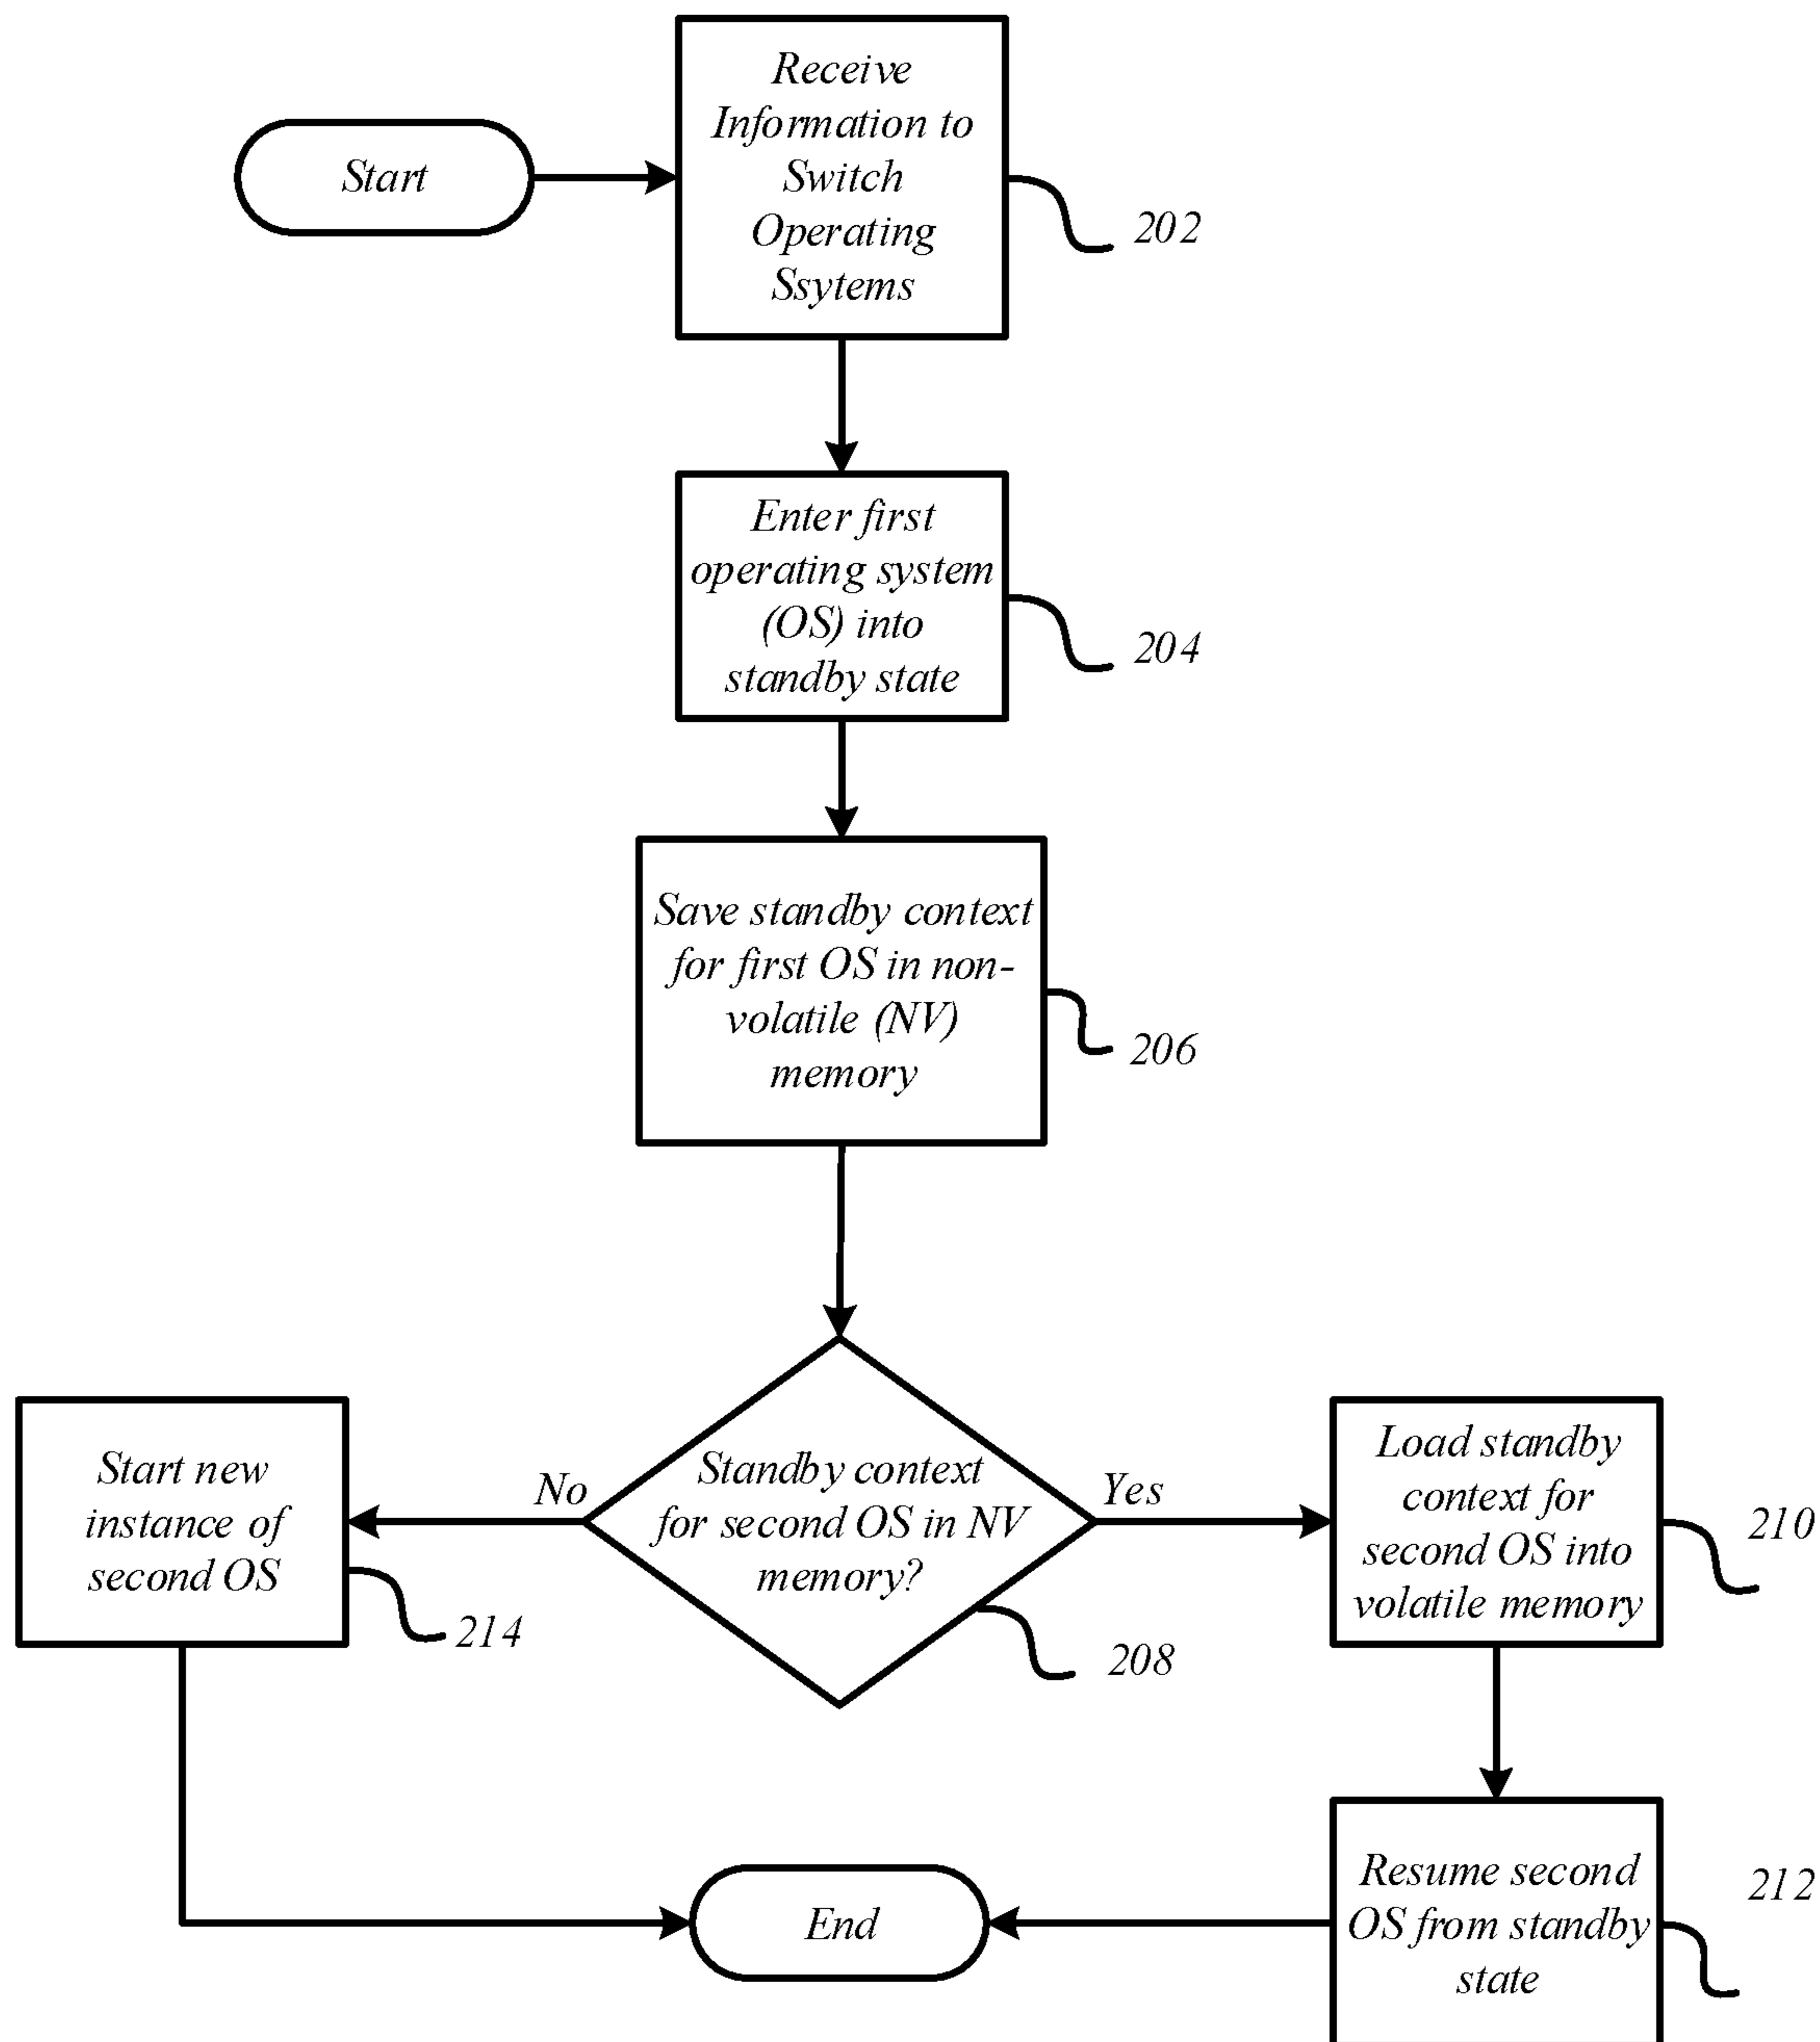 Start
Receive
Information to
Switch
Operating
Ssytems
202
Enter first
operating system
(OS) into
standby state
204
Save standby context
for first OS in non-
volatile (NV)
memory
206
Standby context
for second OS in NV
memory?
208
No
Yes
Start new
instance of
second OS
214
Load standby
context for
second OS into
volatile memory
210
Resume second
OS from standby
state
212
End